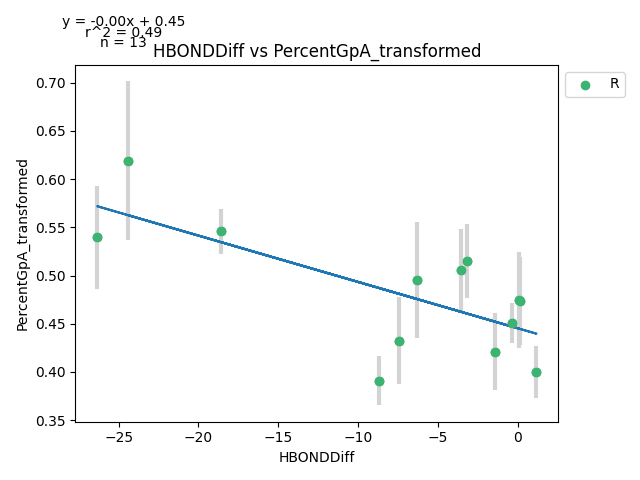 y = -0.00x + 0.45
r^2 = 0.49
n = 13
HBONDDiff vs PercentGpA_transformed
R
0.70
0.65
0.60
0.55
0.50
0.45
0.40
0.35
PercentGpA_transformed
−25 −20 −15 −10 −5 0
HBONDDiff